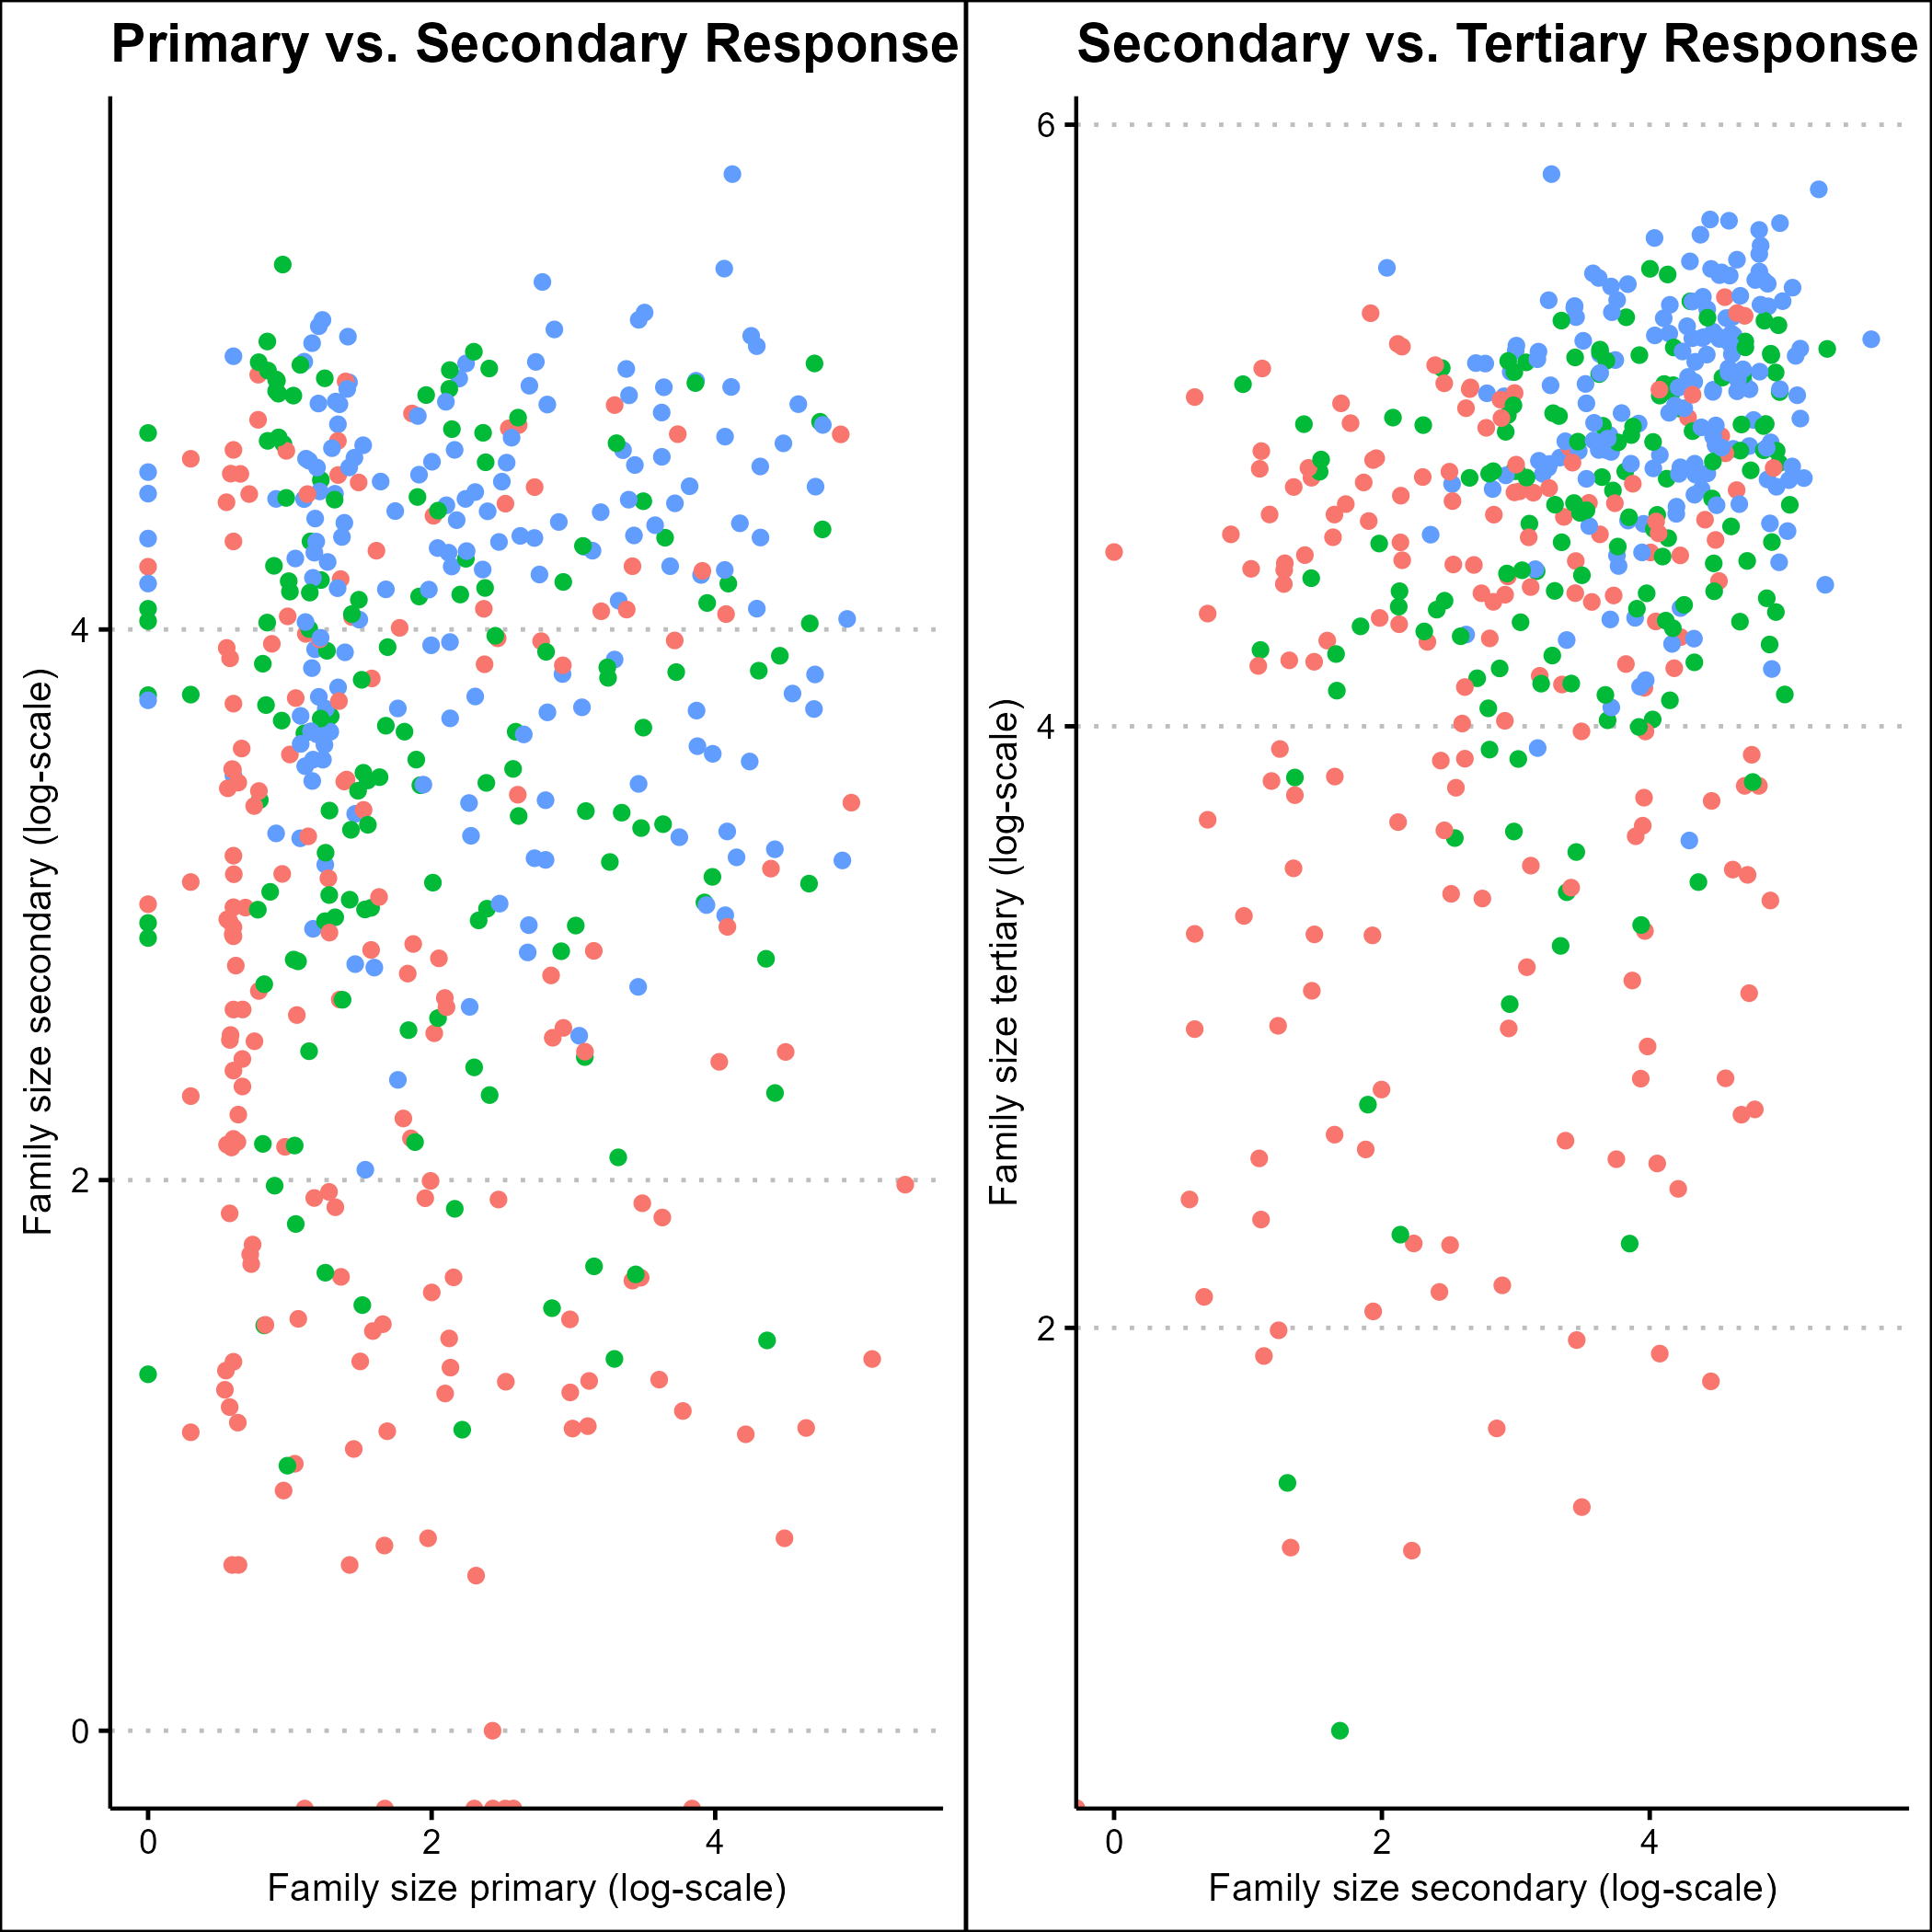 Primary vs. Secondary Response
Family size secondary (log-scale)
4
2
0
0 2 4
Family size primary (log-scale)
Secondary vs. Tertiary Response
Family size tertiary (log-scale)
6
4
2
0 2 4
Family size secondary (log-scale)